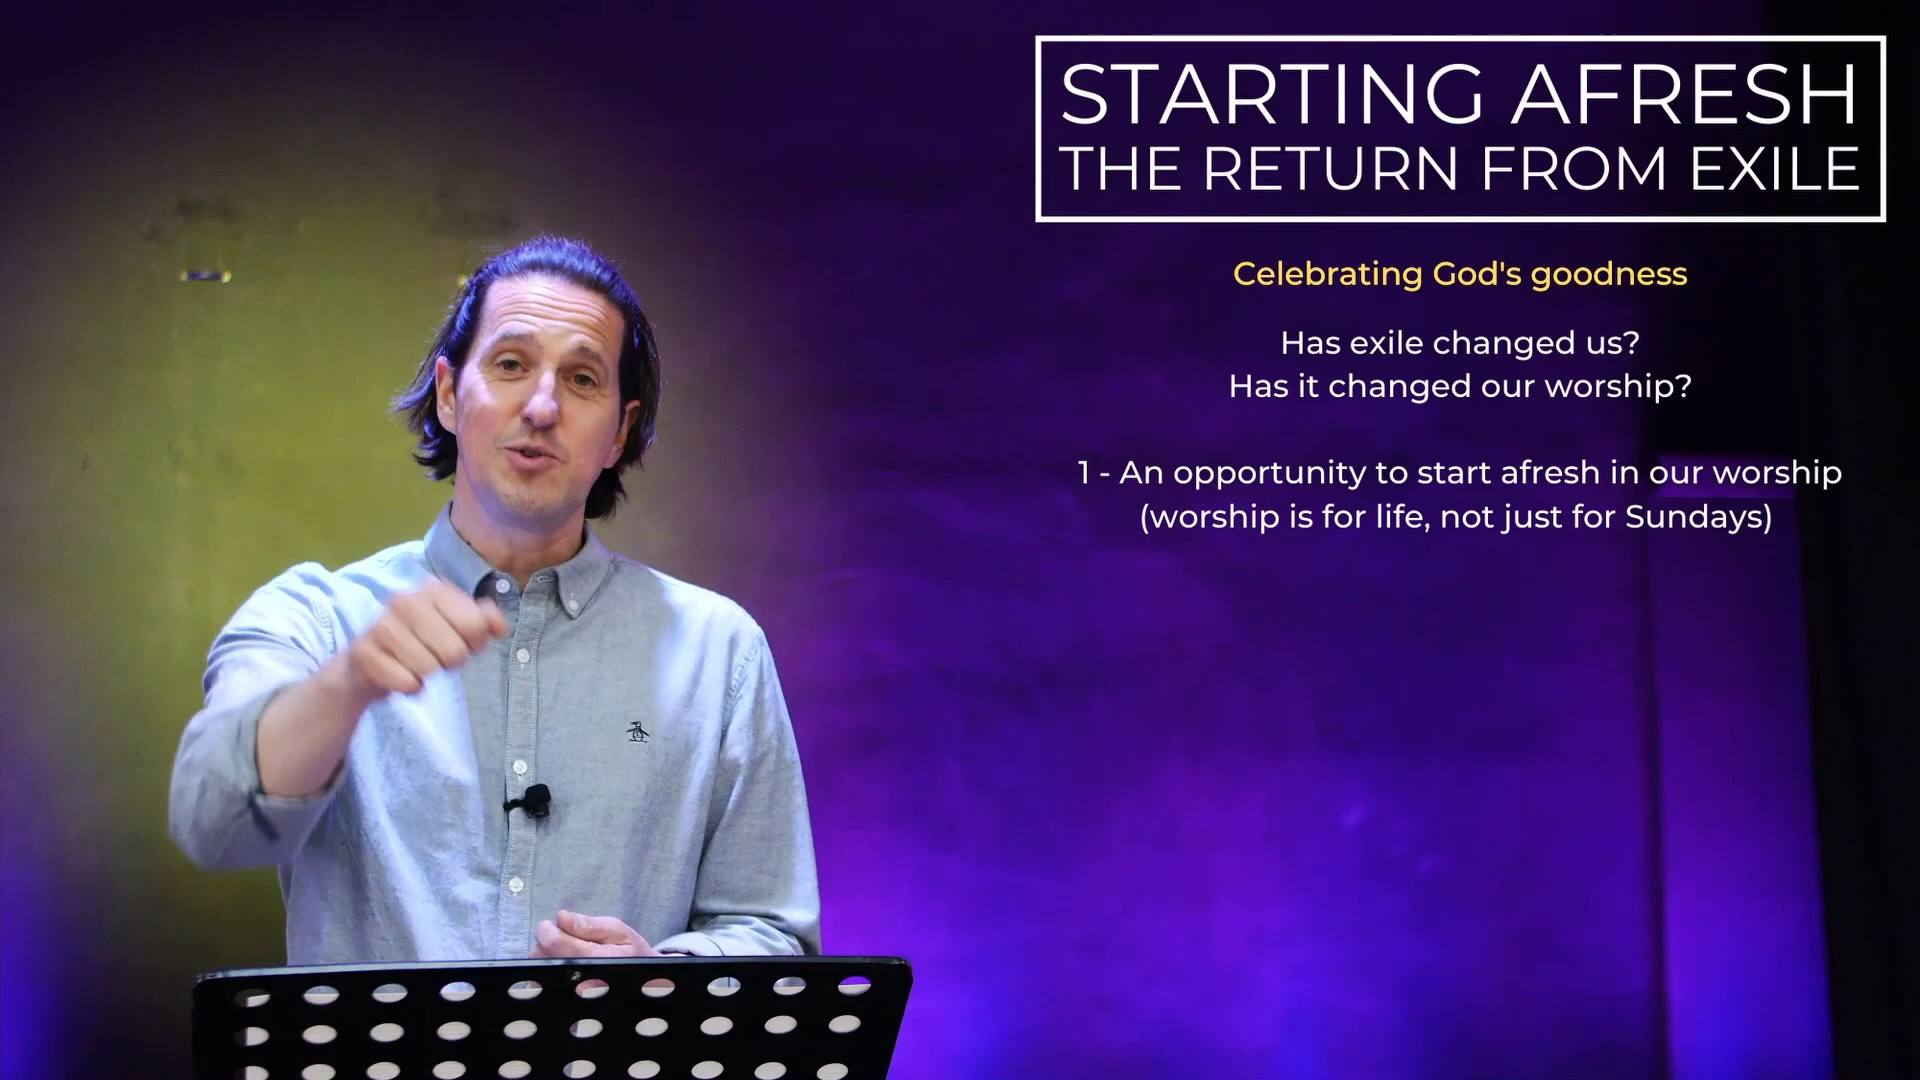 STARTING AFRESH
THE RETURN FROM EXILE
Celebrating God's goodness
Has exile changed us?
Has it changed our worship?
1 - An opportunity to start afresh in our worship
(worship is for life, not just for Sundays)